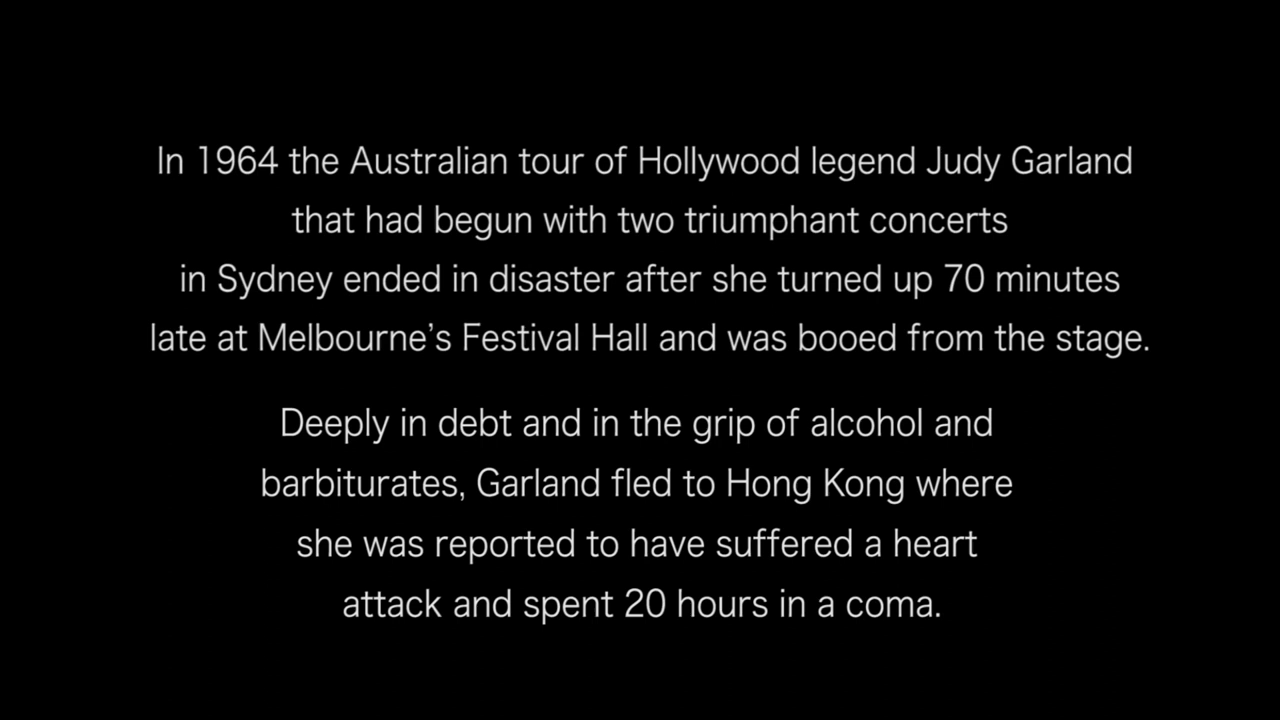 In 1964 the Australian tour of Hollywood legend Judy Garland
that had begun with two triumphant concerts
in Sydney ended in disaster after she turned up 70 minutes
late at Melbourne’s Festival Hall and was booed from the stage.
Deeply in debt and in the grip of alcohol and
barbiturates, Garland fled to Hong Kong where
she was reported to have suffered a heart
attack and spent 20 hours in a coma.